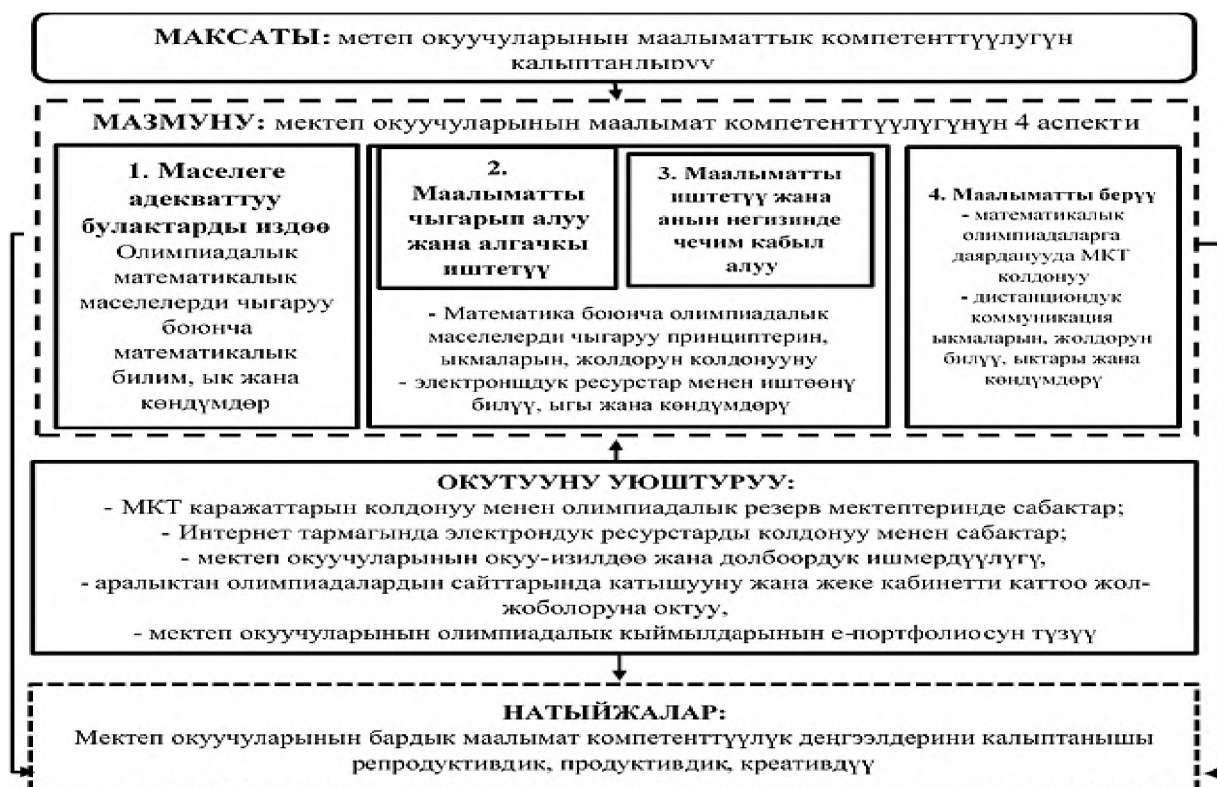 МАКСАТЫ: метеп окуучуларынын маалыматтык компетенттүүлугүн
калыптандыруу
МАЗМУНУ: мектеп окуучуларынын маалымат компетенттүүлүгүнүн 4 аспекти
1. Маселеге
адекваттуу
булактарды издөө
Олимпиадалык
математикалык
маселелерди чыгаруу
боюнча
математикалык
билим, ык жана
көндүмдөр
2.
Маалыматты
чыгарып алуу
жана алгачкы
иштетүү
3. Маалыматты
иштетүү жана
анын негизинде
чечим кабыл
алуу
- Математика боюнча олимпиадалык
маселелерди чыгаруу принциптерин,
ыкмаларын, жолдорун колдонууну
- электроншдук ресурстар менен иштөөнү
билүү, ыгы жана көндүмдөрү
4. Маалыматты берүү
- математикалык
олимпиадаларга
даярданууда МКТ
колдонуу
- дистанциондук
коммуникация
ыкмаларын, жолдорун
билүү, ыктары жана
көндүмдөрү
ОКУТУУНУ УЮШТУРУУ:
- МКТ каражаттарын колдонуу менен олимпиадалык резерв мектептеринде сабактар;
- Интернет тармагында электрондук ресурстарды колдонуу менен сабактар;
- мектеп окуучуларынын окуу-изилдөө жана долбоордук ишмердүүлүгү,
- аралыктан олимпиадалардын сайттарында катышууну жана жеке кабинетти каттоо жол-
жоболоруна октуу,
- мектеп окуучуларынын олимпиадалык кыймылдарынын е-портфолиосун түзүү
НАТЫЙЖАЛАР:
Мектеп окуучуларынын бардык маалымат компетенттүүлүк деңгээлдерини калыптанышы
репродуктивдик, продуктивдик, креативдүү